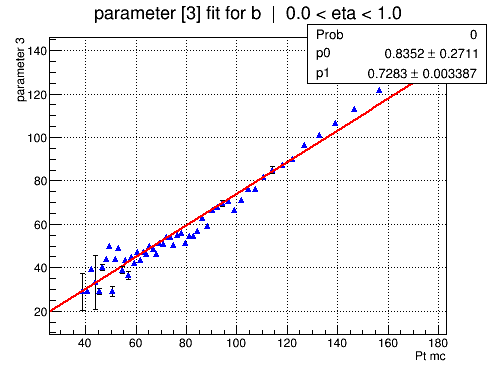 parameter [3] fit for b | 0.0 < eta < 1.0
Prob 0
p0 0.8352 ± 0.2711
p1 0.7283 ± 0.003387
parameter 3
140
120
100
80
60
40
20
40 60 80 100 120 140 160 180
Pt mc